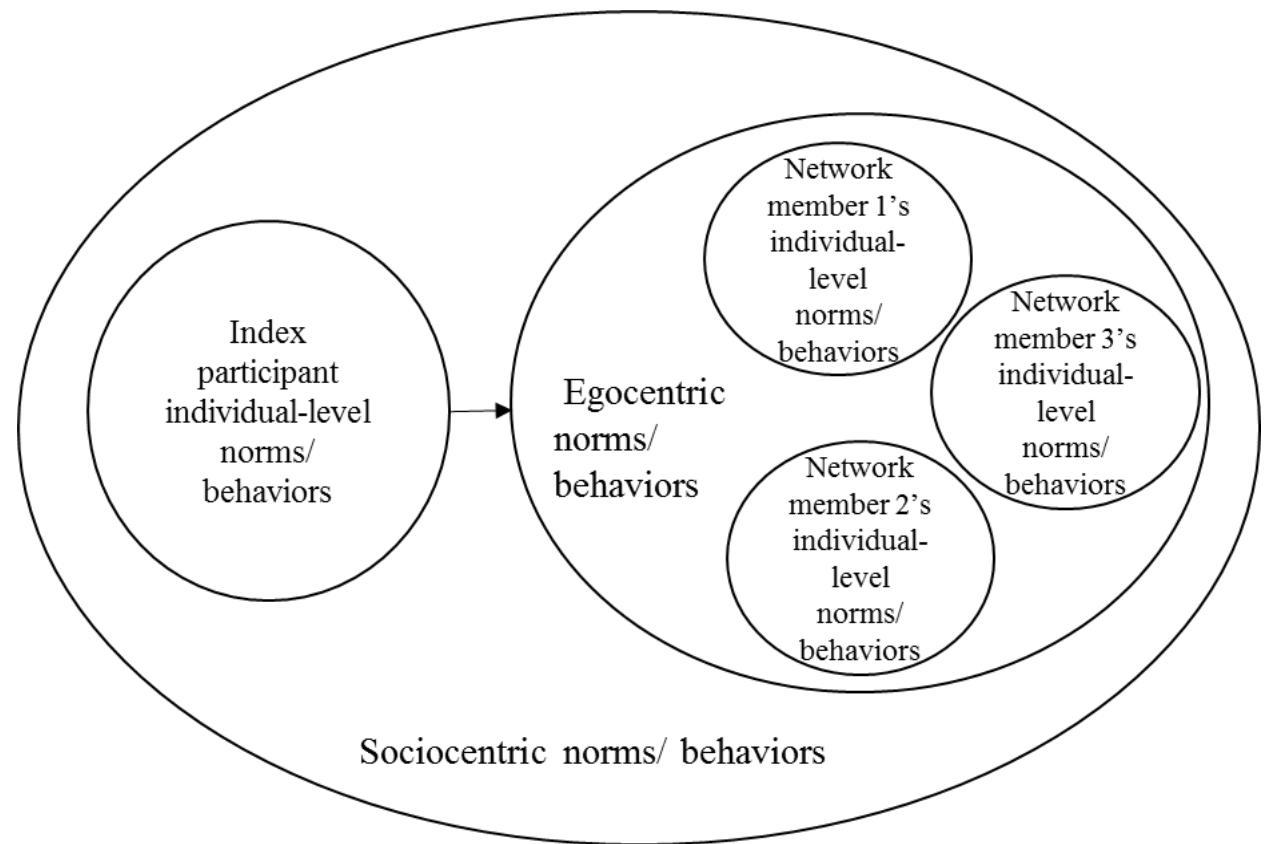 Index
participant
individual-level
norms/
behaviors
Egocentric
norms/
behaviors
Network
member 1’s
individual-
level
norms/
behaviors
Network
member 3’s
individual-
level
norms/
behaviors
Network
member 2’s
individual-
level
norms/
behaviors
Sociocentric norms/ behaviors